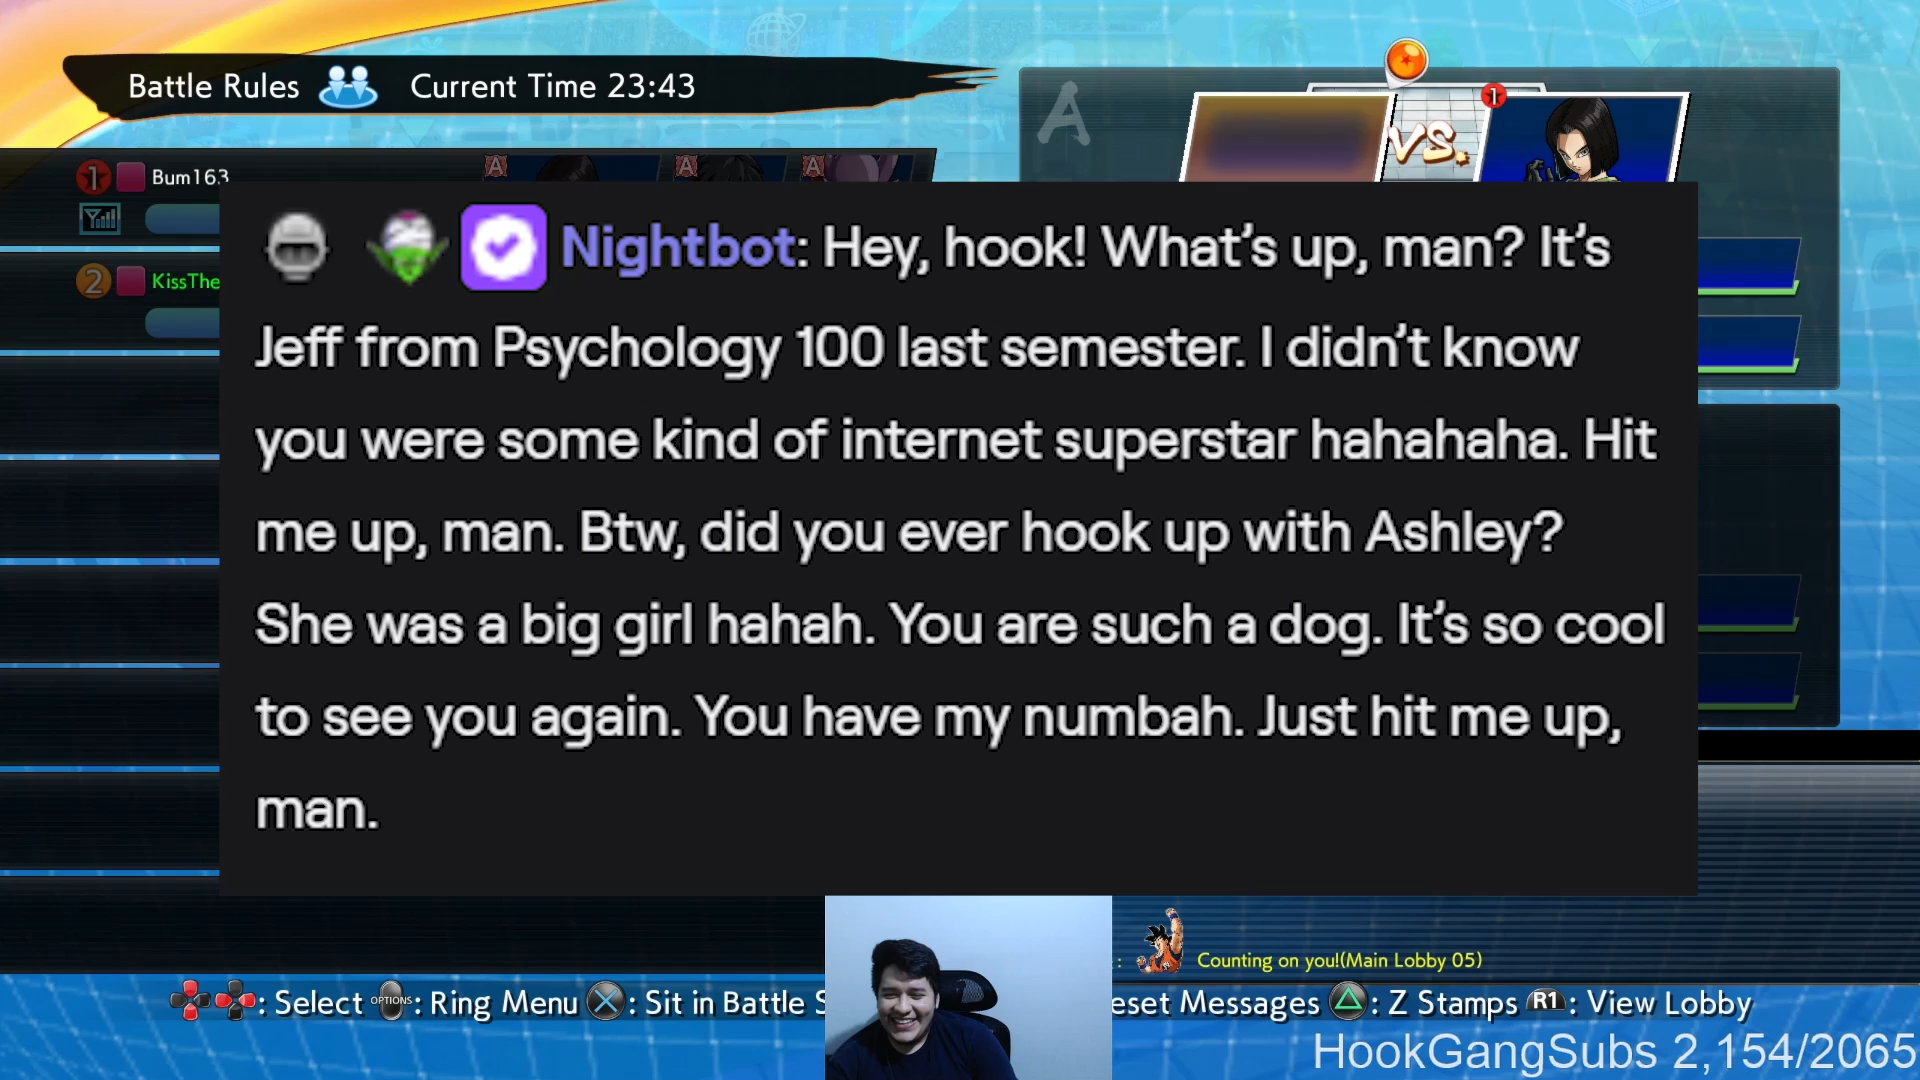 Battle Rules Current Time 23:43
A
VS.
1
1 Bum163
A A A
2 KissThe
Nightbot: Hey, hook! What's up, man? It's
Jeff from Psychology 100 last semester. I didn't know
you were some kind of internet superstar hahahaha. Hit
me up, man. Btw, did you ever hook up with Ashley?
She was a big girl hahah. You are such a dog. It's so cool
to see you again. You have my numbah. Just hit me up,
man.
: Counting on you!(Main Lobby 05)
: Select OPTIONS : Ring Menu : Sit in Battle S
eset Messages : Z Stamps R1 : View Lobby
HookGangSubs 2,154/2065